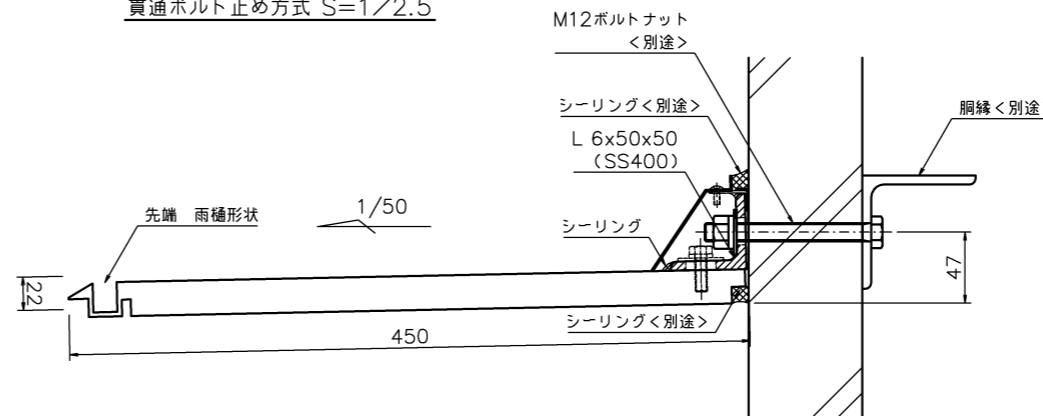 貫通ボルト止め方式 S=1/2.5
M12ボルトナット
<別途>
シーリング<別途>
胴縁<別途
L 6x50x50
(SS400)
先端 雨樋形状
1/50
シーリング
22
47
シーリング<別途>
450